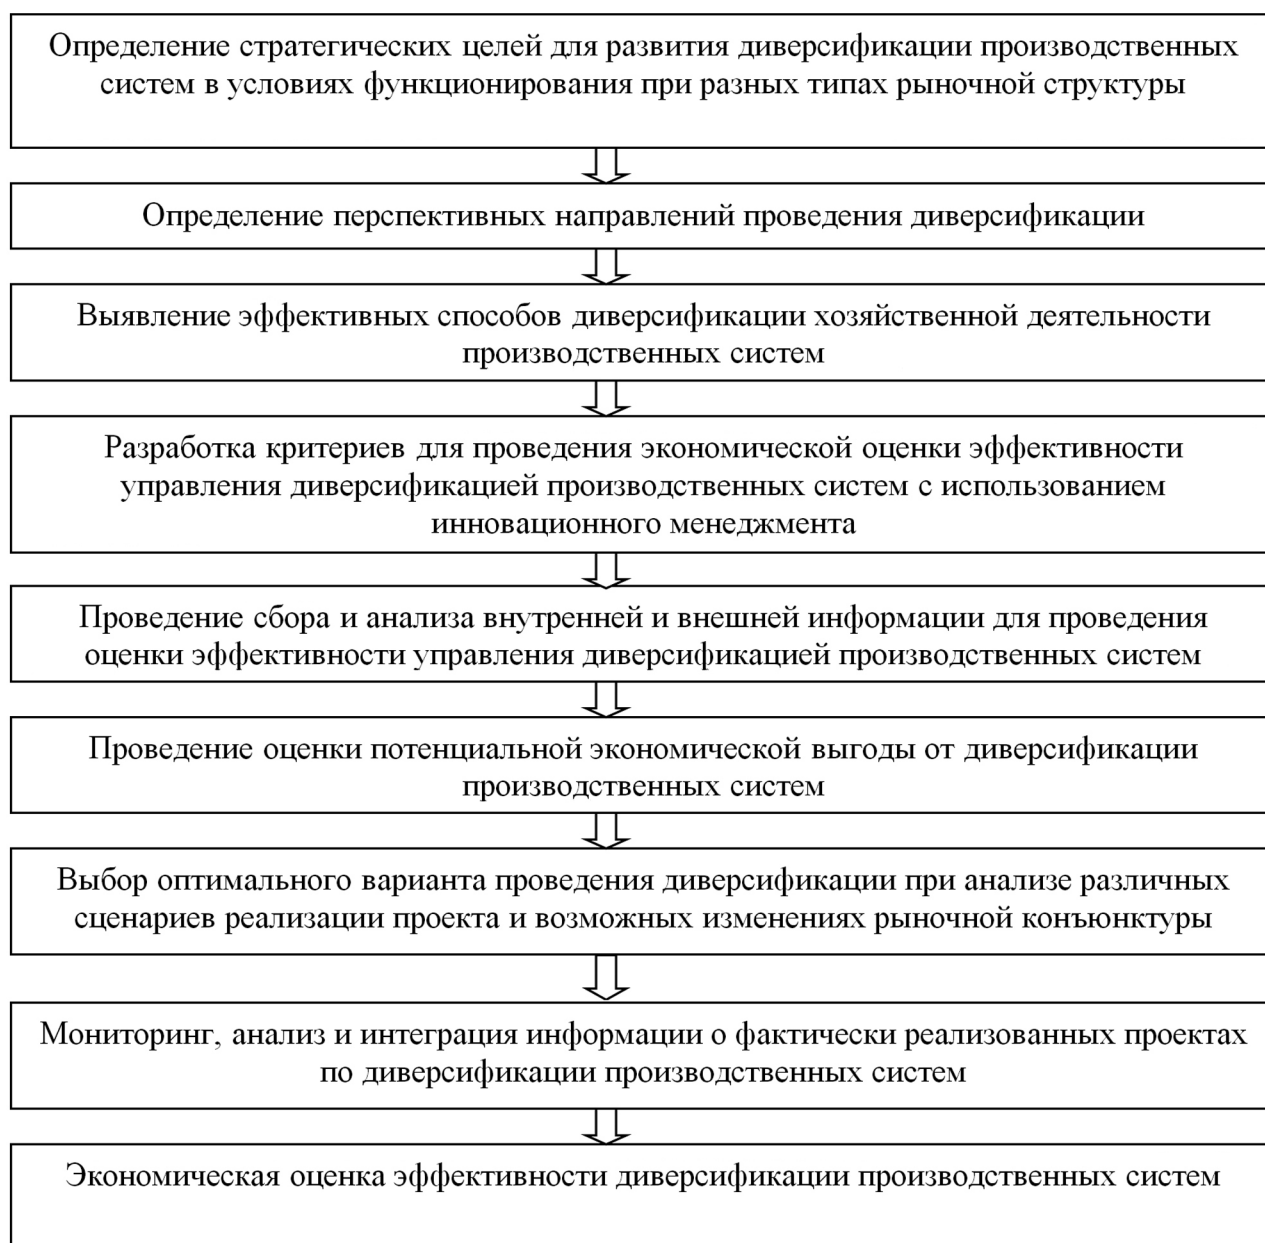 Определение стратегических целей для развития диверсификации производственных
систем в условиях функционирования при разных типах рыночной структуры
Определение перспективных направлений проведения диверсификации
Выявление эффективных способов диверсификации хозяйственной деятельности
производственных систем
Разработка критериев для проведения экономической оценки эффективности
управления диверсификацией производственных систем с использованием
инновационного менеджмента
Проведение сбора и анализа внутренней и внешней информации для проведения
оценки эффективности управления диверсификацией производственных систем
Проведение оценки потенциальной экономической выгоды от диверсификации
производственных систем
Выбор оптимального варианта проведения диверсификации при анализе различных
сценариев реализации проекта и возможных изменениях рыночной конъюнктуры
Мониторинг, анализ и интеграция информации о фактически реализованных проектах
по диверсификации производственных систем
Экономическая оценка эффективности диверсификации производственных систем